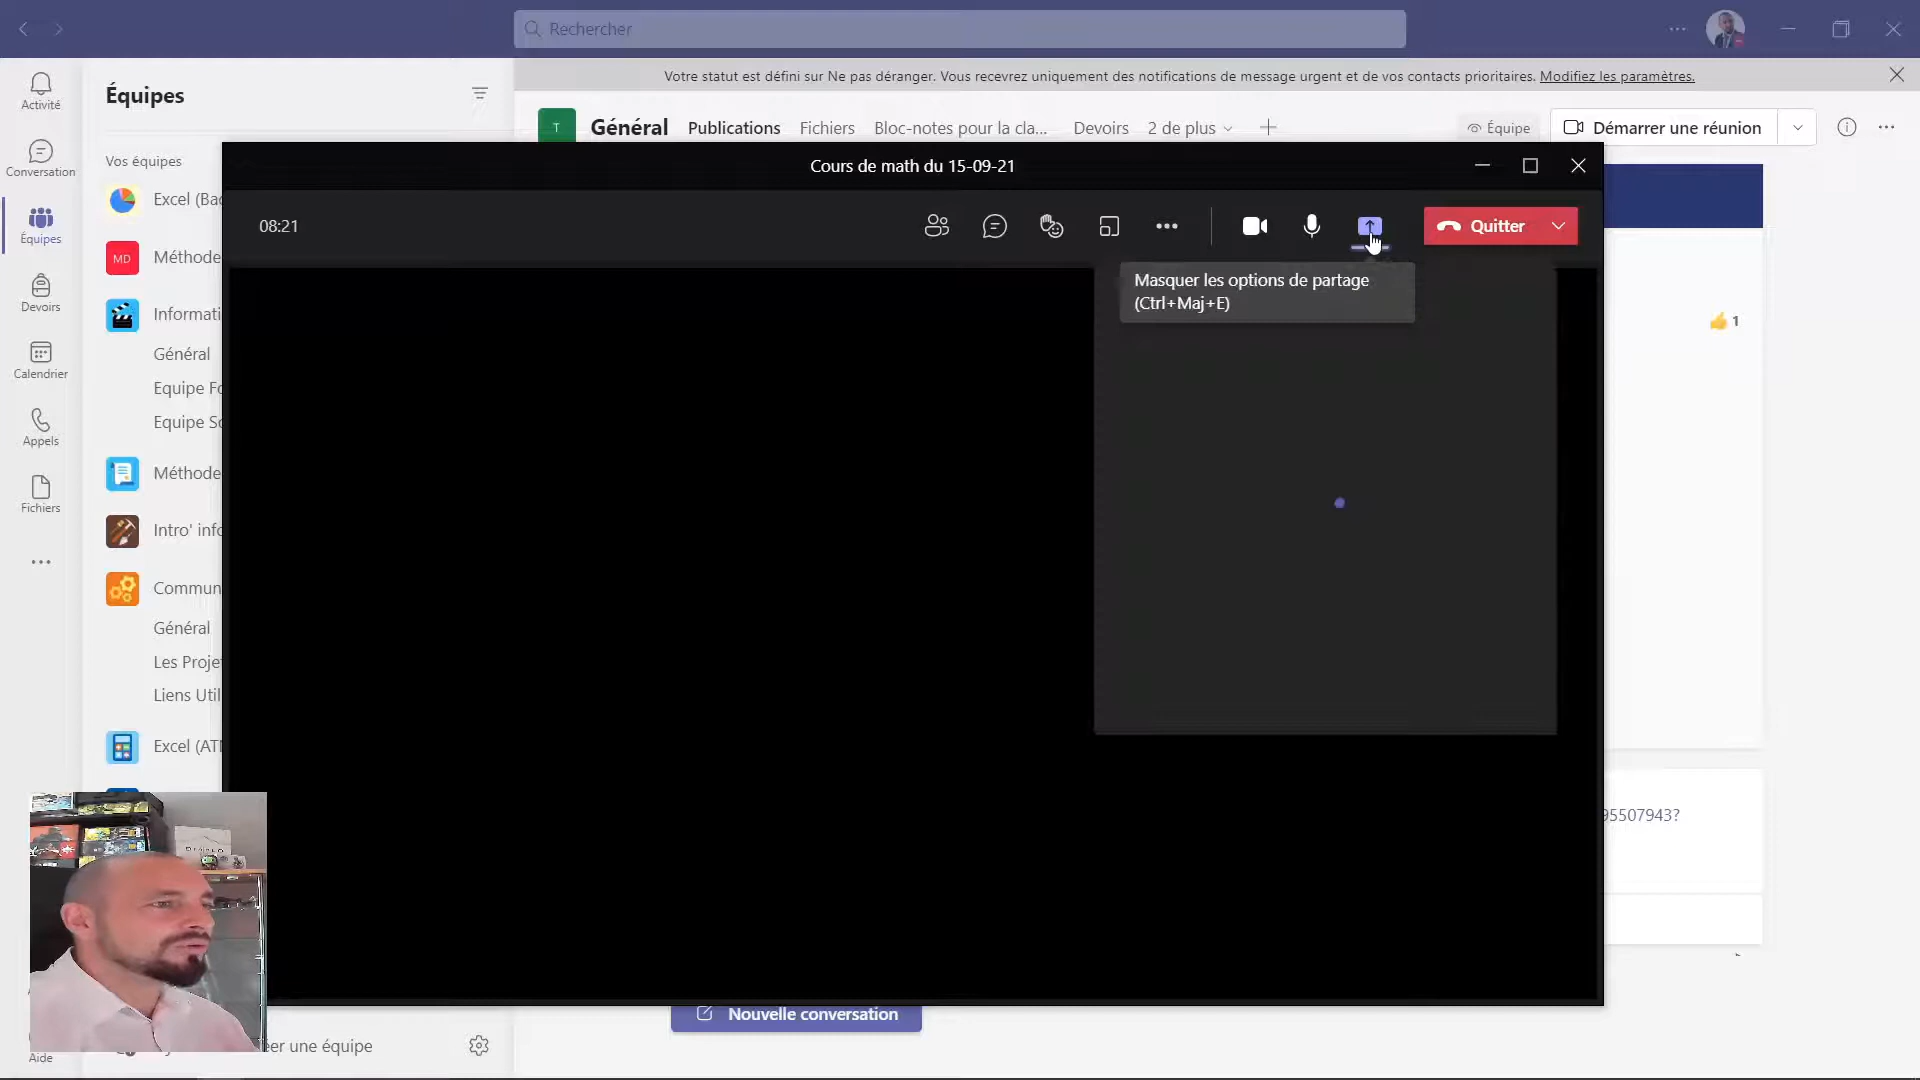 Rechercher
Votre statut est défini sur Ne pas déranger. Vous recevrez uniquement des notifications de message urgent et de vos contacts prioritaires. Modifiez les paramètres.
Activité
Conversation
Équipes
Devoirs
Calendrier
Appels
Fichiers
Aide
Équipes
Vos équipes
Excel (Ba
MD
Méthode
Informati
Général
Equipe Fo
Equipe So
Méthode
Intro' info
Commun
Général
Les Proje
Liens Util
Excel (AT
er une équipe
T
Général
Publications
Fichiers
Bloc-notes pour la cla...
Devoirs
2 de plus
Équipe
Démarrer une réunion
Cours de math du 15-09-21
08:21
Quitter
Masquer les options de partage
(Ctrl+Maj+E)
1
95507943?
Nouvelle conversation